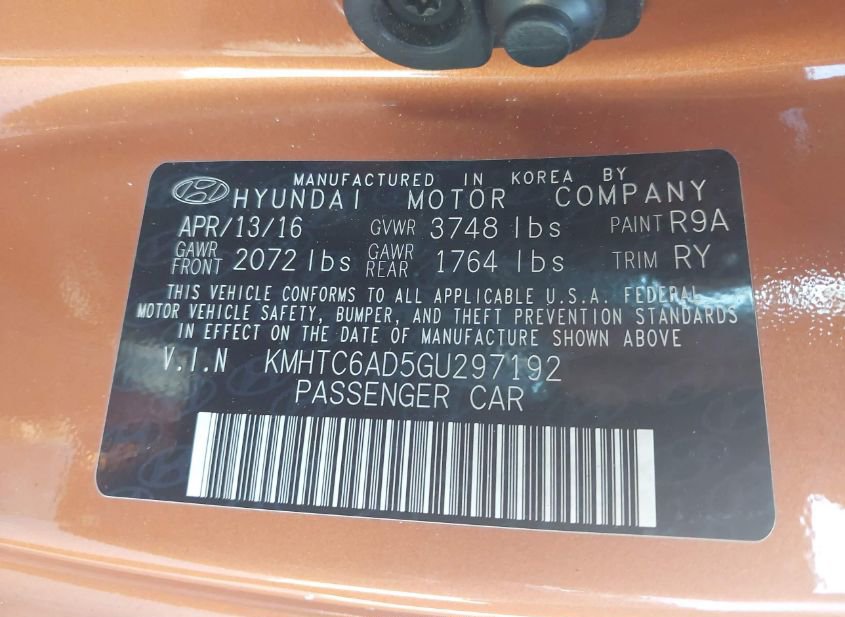 MANUFACTURED IN KOREA BY
HYUNDAI MOTOR COMPANY
APR/13/16 GVWR 3748 lbs PAINT R9A
GAWR FRONT 2072 lbs GAWR REAR 1764 lbs TRIM RY
THIS VEHICLE CONFORMS TO ALL APPLICABLE U.S.A. FEDERAL
MOTOR VEHICLE SAFETY, BUMPER, AND THEFT PREVENTION STANDARDS
IN EFFECT ON THE DATE OF MANUFACTURE SHOWN ABOVE
V.I.N KMHTC6AD5GU297192
PASSENGER CAR